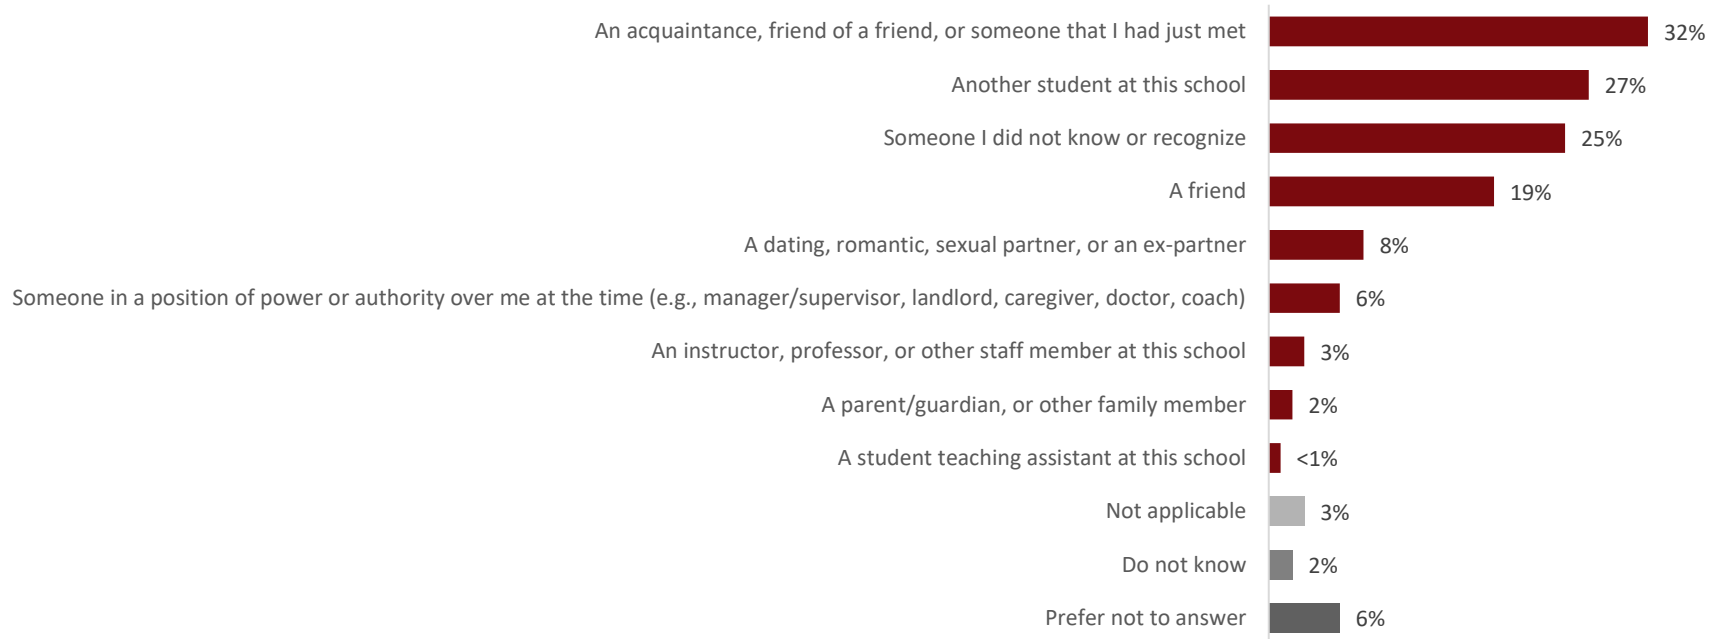 An acquaintance, friend of a friend, or someone that I had just met 32%
Another student at this school 27%
Someone I did not know or recognize 25%
A friend 19%
A dating, romantic, sexual partner, or an ex-partner 8%
Someone in a position of power or authority over me at the time (e.g., manager/supervisor, landlord, caregiver, doctor, coach) 6%
An instructor, professor, or other staff member at this school 3%
A parent/guardian, or other family member 2%
A student teaching assistant at this school <1%
Not applicable 3%
Do not know 2%
Prefer not to answer 6%